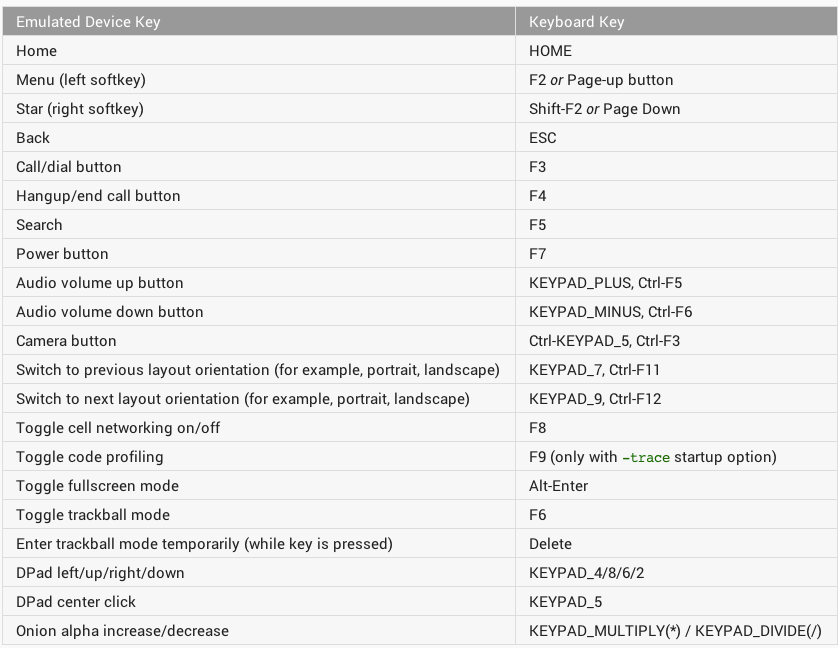 Emulated Device Key Keyboard Key
Home HOME
Menu (left softkey) F2 or Page-up button
Star (right softkey) Shift-F2 or Page Down
Back ESC
Call/dial button F3
Hangup/end call button F4
Search F5
Power button F7
Audio volume up button KEYPAD_PLUS, Ctrl-F5
Audio volume down button KEYPAD_MINUS, Ctrl-F6
Camera button Ctrl-KEYPAD_5, Ctrl-F3
Switch to previous layout orientation (for example, portrait, landscape) KEYPAD_7, Ctrl-F11
Switch to next layout orientation (for example, portrait, landscape) KEYPAD_9, Ctrl-F12
Toggle cell networking on/off F8
Toggle code profiling F9 (only with -trace startup option)
Toggle fullscreen mode Alt-Enter
Toggle trackball mode F6
Enter trackball mode temporarily (while key is pressed) Delete
DPad left/up/right/down KEYPAD_4/8/6/2
DPad center click KEYPAD_5
Onion alpha increase/decrease KEYPAD_MULTIPLY(*) / KEYPAD_DIVIDE(/)